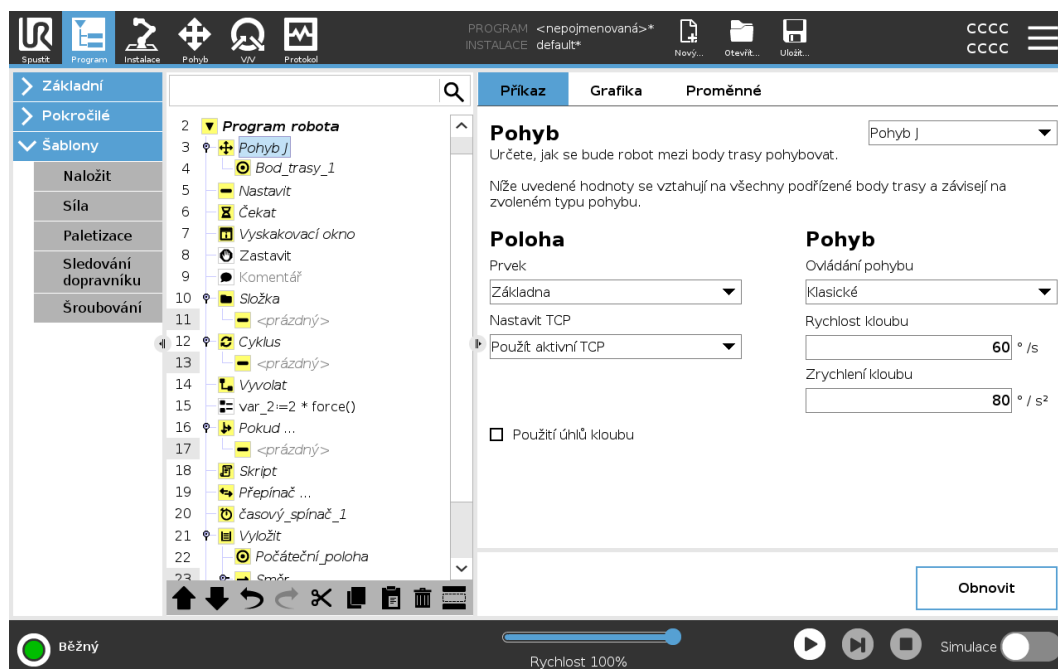 PROGRAM <nepojmenovaná>*
INSTALACE default*
CCCC
CCCC
Spustit Program Instalace Pohyb V/V Protokol Nový... Otevřít... Uložit...
Základní
Pokročilé
Šablony
Naložit
Síla
Paletizace
Sledování
dopravníku
Šroubování
2 Program robota
3 Pohyb J
4 Bod_trasy_1
5 Nastavit
6 Čekat
7 Vyskakovací okno
8 Zastavit
9 Komentář
10 Složka
11 <prázdný>
12 Cyklus
13 <prázdný>
14 Vyvolat
15 var_2:=2 * force()
16 Pokud ...
17 <prázdný>
18 Skript
19 Přepínač ...
20 časový_spínač_1
21 Vyložit
22 Počáteční_poloha
23 Směr
Příkaz Grafika Proměnné
Pohyb
Pohyb J
Určete, jak se bude robot mezi body trasy pohybovat.
Níže uvedené hodnoty se vztahují na všechny podřízené body trasy a závisejí na
zvoleném typu pohybu.
Poloha
Prvek
Základna
Nastavit TCP
Použít aktivní TCP
Použití úhlů kloubu
Pohyb
Ovládání pohybu
Klasické
Rychlost kloubu
60 ° /s
Zrychlení kloubu
80 ° / s²
Obnovit
Běžný
Rychlost 100%
Simulace